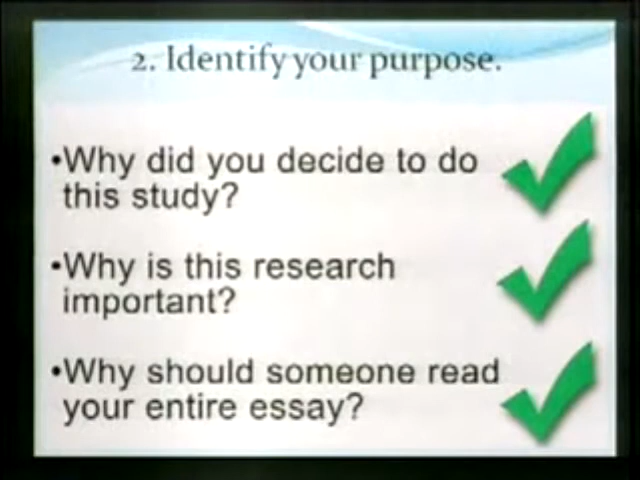 2. Identify your purpose.
•Why did you decide to do
this study?
•Why is this research
important?
•Why should someone read
your entire essay?